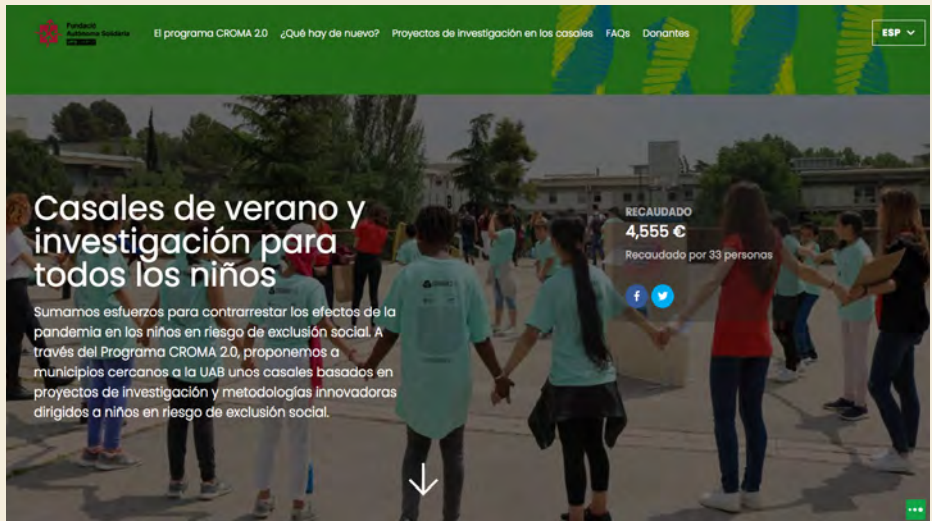 Fundació
Autònoma Solidària
El programa CROMA 2.0 ¿Qué hay de nuevo? Proyectos de investigación en los casales FAQs Donantes
ESP
Casales de verano y
investigación para
todos los niños
Sumamos esfuerzos para contrarrestar los efectos de la
pandemia en los niños en riesgo de exclusión social. A
través del Programa CROMA 2.0, proponemos a
municipios cercanos a la UAB unos casales basados en
proyectos de investigación y metodologías innovadoras
dirigidos a niños en riesgo de exclusión social.
RECAUDADO
4,555 €
Recaudado por 33 personas